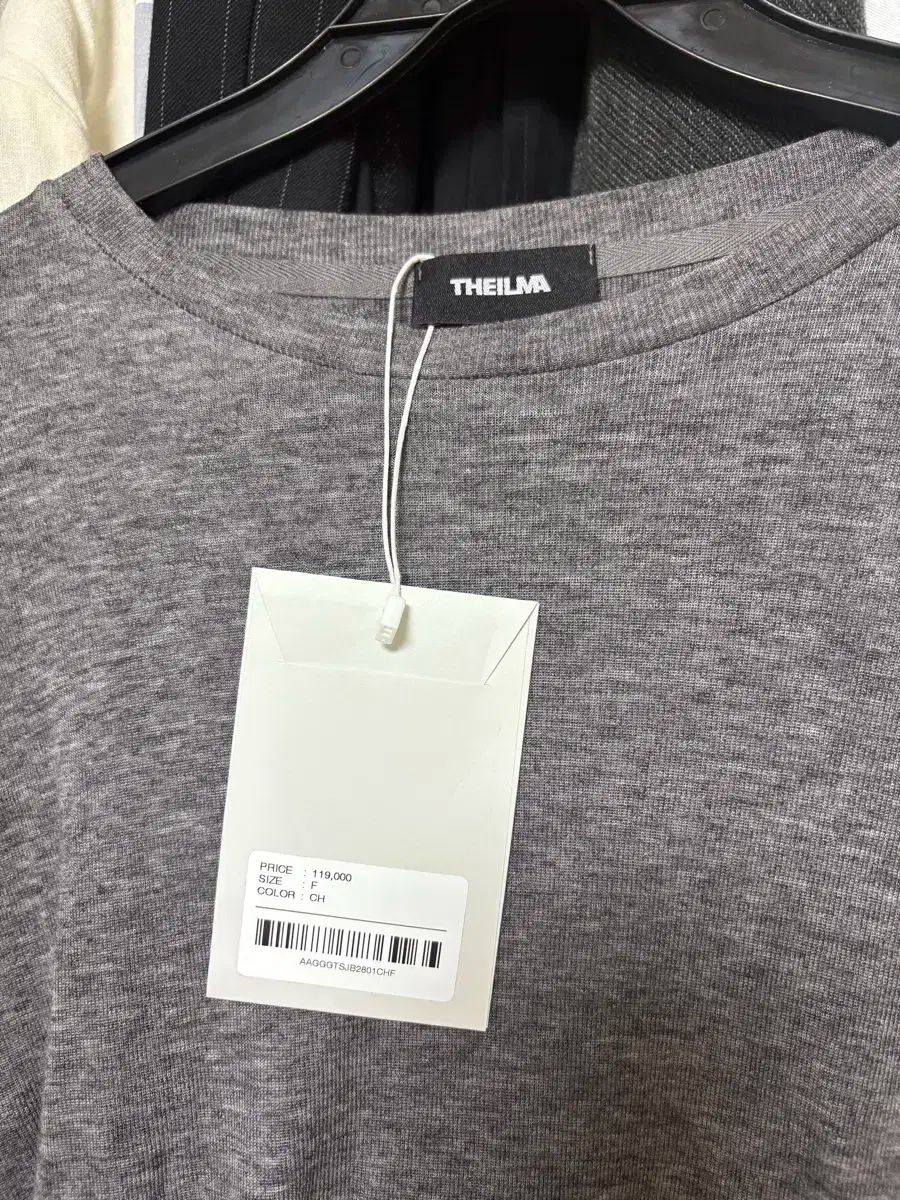 THEILMA
PRICE : 119,000
SIZE : F
COLOR : CH
AAGGGTSJB2801CHF